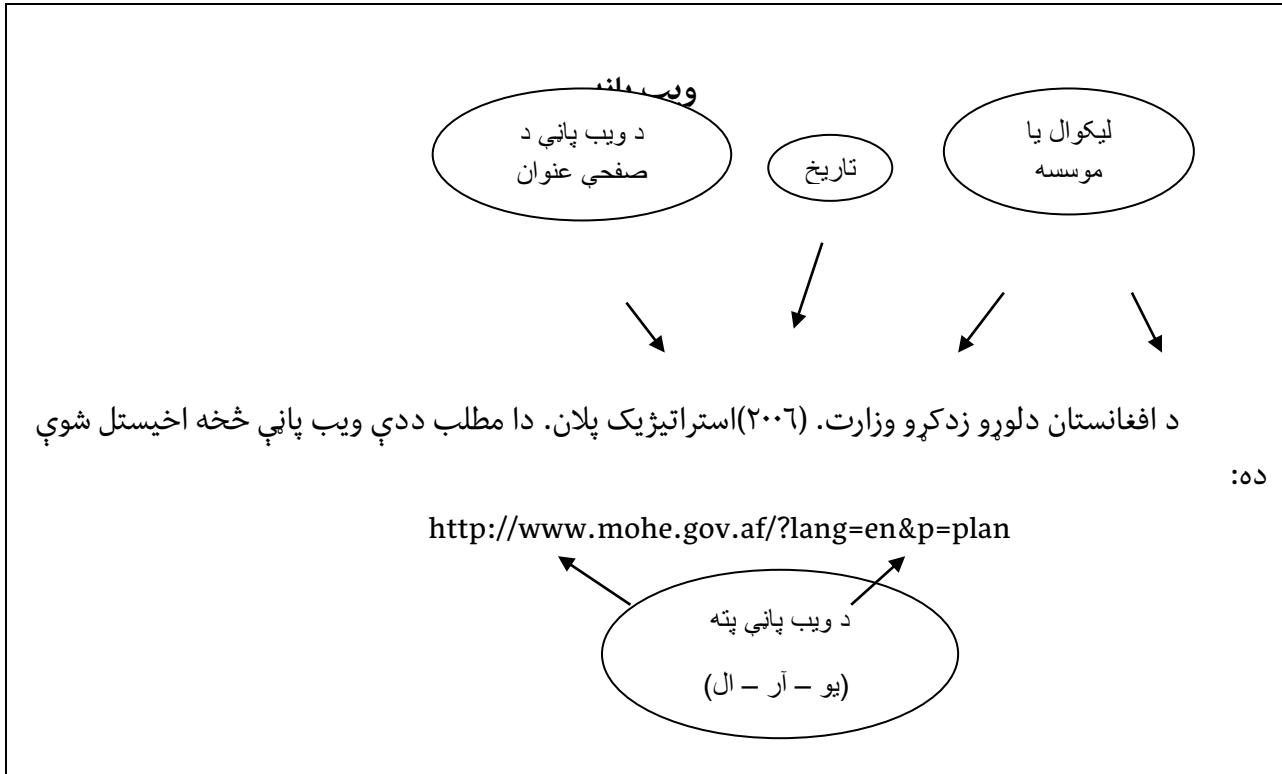 ویب
د ویب پاڼې د
صفحې عنوان
تاریخ
لیکوال یا
موسسه
د افغانستان دلوړو زدکړو وزارت. (٢٠٠٦)استراتیژیک پلان. دا مطلب ددې ویب پاڼې څخه اخیستل شوې
ده:
http://www.mohe.gov.af/?lang=en&p=plan
د ویب پاڼې پته
(یو – آر – ال)